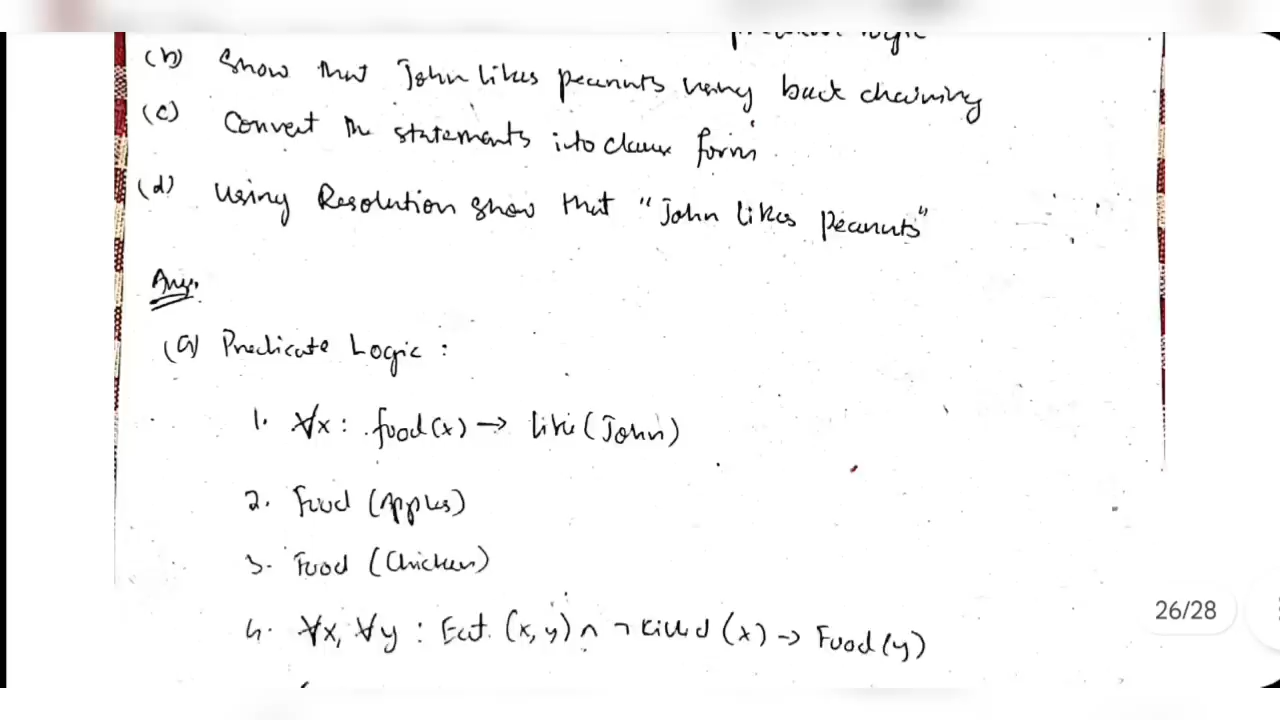 (b) Show that John likes peanuts using back chaining
(c) Convert the statements into clause form
(d) Using Resolution show that "John likes Peanuts"
Ans.
(a) Predicate Logic :
1. ∀x : food(x) → like (John)
2. Food (Apples)
3. Food (Chicken)
4. ∀x, ∀y : Eat (x, y) ∧ ¬ killed (x) → Food (y)
26/28